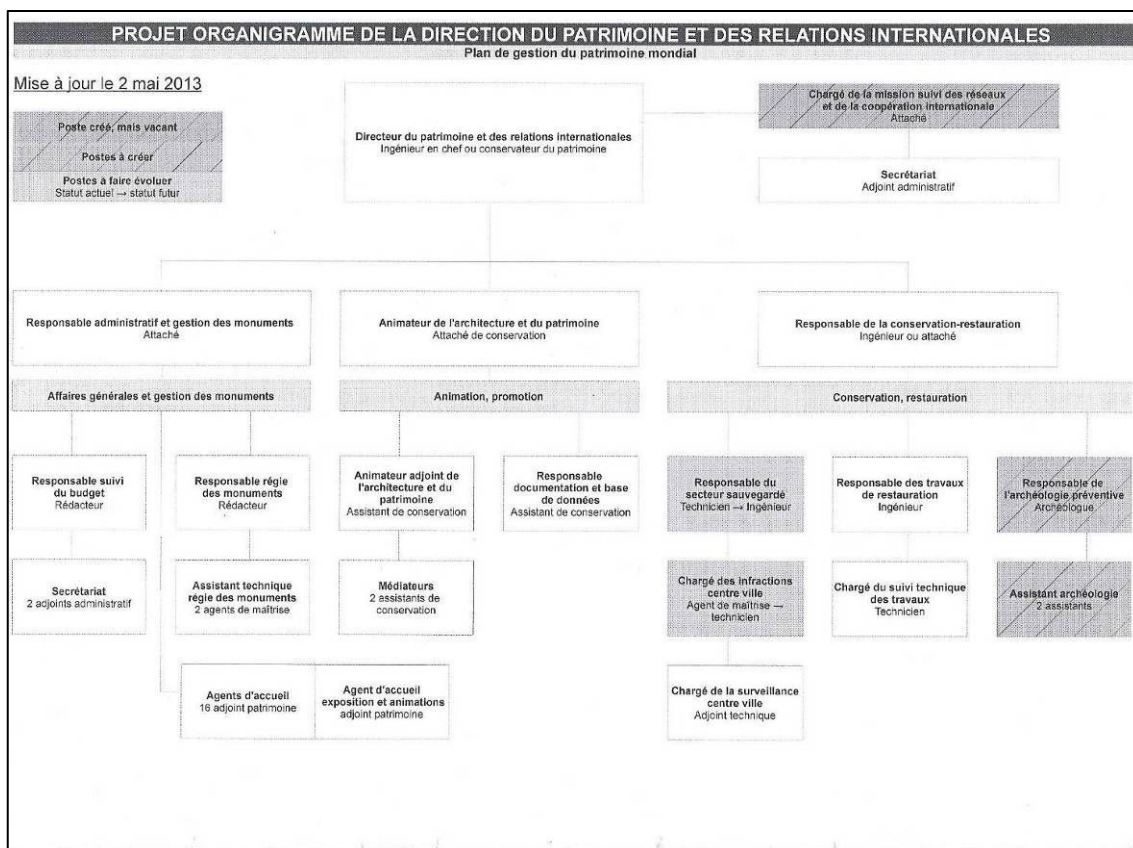 PROJET ORGANIGRAMME DE LA DIRECTION DU PATRIMOINE ET DES RELATIONS INTERNATIONALES
Plan de gestion du patrimoine mondial
Mise à jour le 2 mai 2013
Poste créé, mais vacant
Postes à créer
Postes à faire évoluer
Statut actuel → statut futur
Directeur du patrimoine et des relations internationales
Ingénieur en chef ou conservateur du patrimoine
Chargé de la mission suivi des réseaux
et de la coopération internationale
Attaché
Secrétariat
Adjoint administratif
Responsable administratif et gestion des monuments
Attaché
Animateur de l'architecture et du patrimoine
Attaché de conservation
Responsable de la conservation-restauration
Ingénieur ou attaché
Affaires générales et gestion des monuments
Animation, promotion
Conservation, restauration
Responsable suivi
du budget
Rédacteur
Responsable régie
des monuments
Rédacteur
Animateur adjoint de
l'architecture et du
patrimoine
Assistant de conservation
Responsable
documentation et base
de données
Assistant de conservation
Responsable du
secteur sauvegardé
Technicien → Ingénieur
Responsable des travaux
de restauration
Ingénieur
Responsable de
l'archéologie préventive
Archéologue
Secrétariat
2 adjoints administratif
Assistant technique
régie des monuments
2 agents de maîtrise
Médiateurs
2 assistants de
conservation
Chargé des infractions
centre ville
Agent de maîtrise →
technicien
Chargé du suivi technique
des travaux
Technicien
Assistant archéologie
2 assistants
Agents d'accueil
16 adjoint patrimoine
Agent d'accueil
exposition et animations
adjoint patrimoine
Chargé de la surveillance
centre ville
Adjoint technique